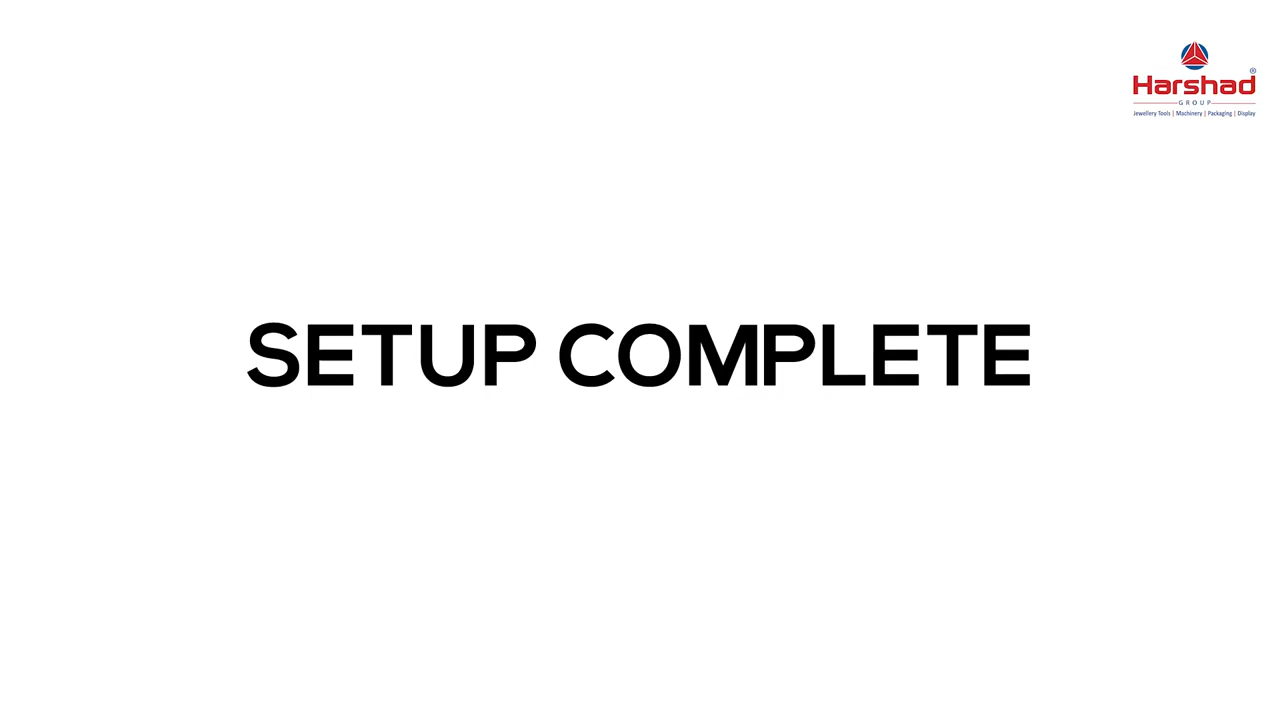 Harshad®
GROUP
Jewellery Tools | Machinery | Packaging | Display
SETUP COMPLETE